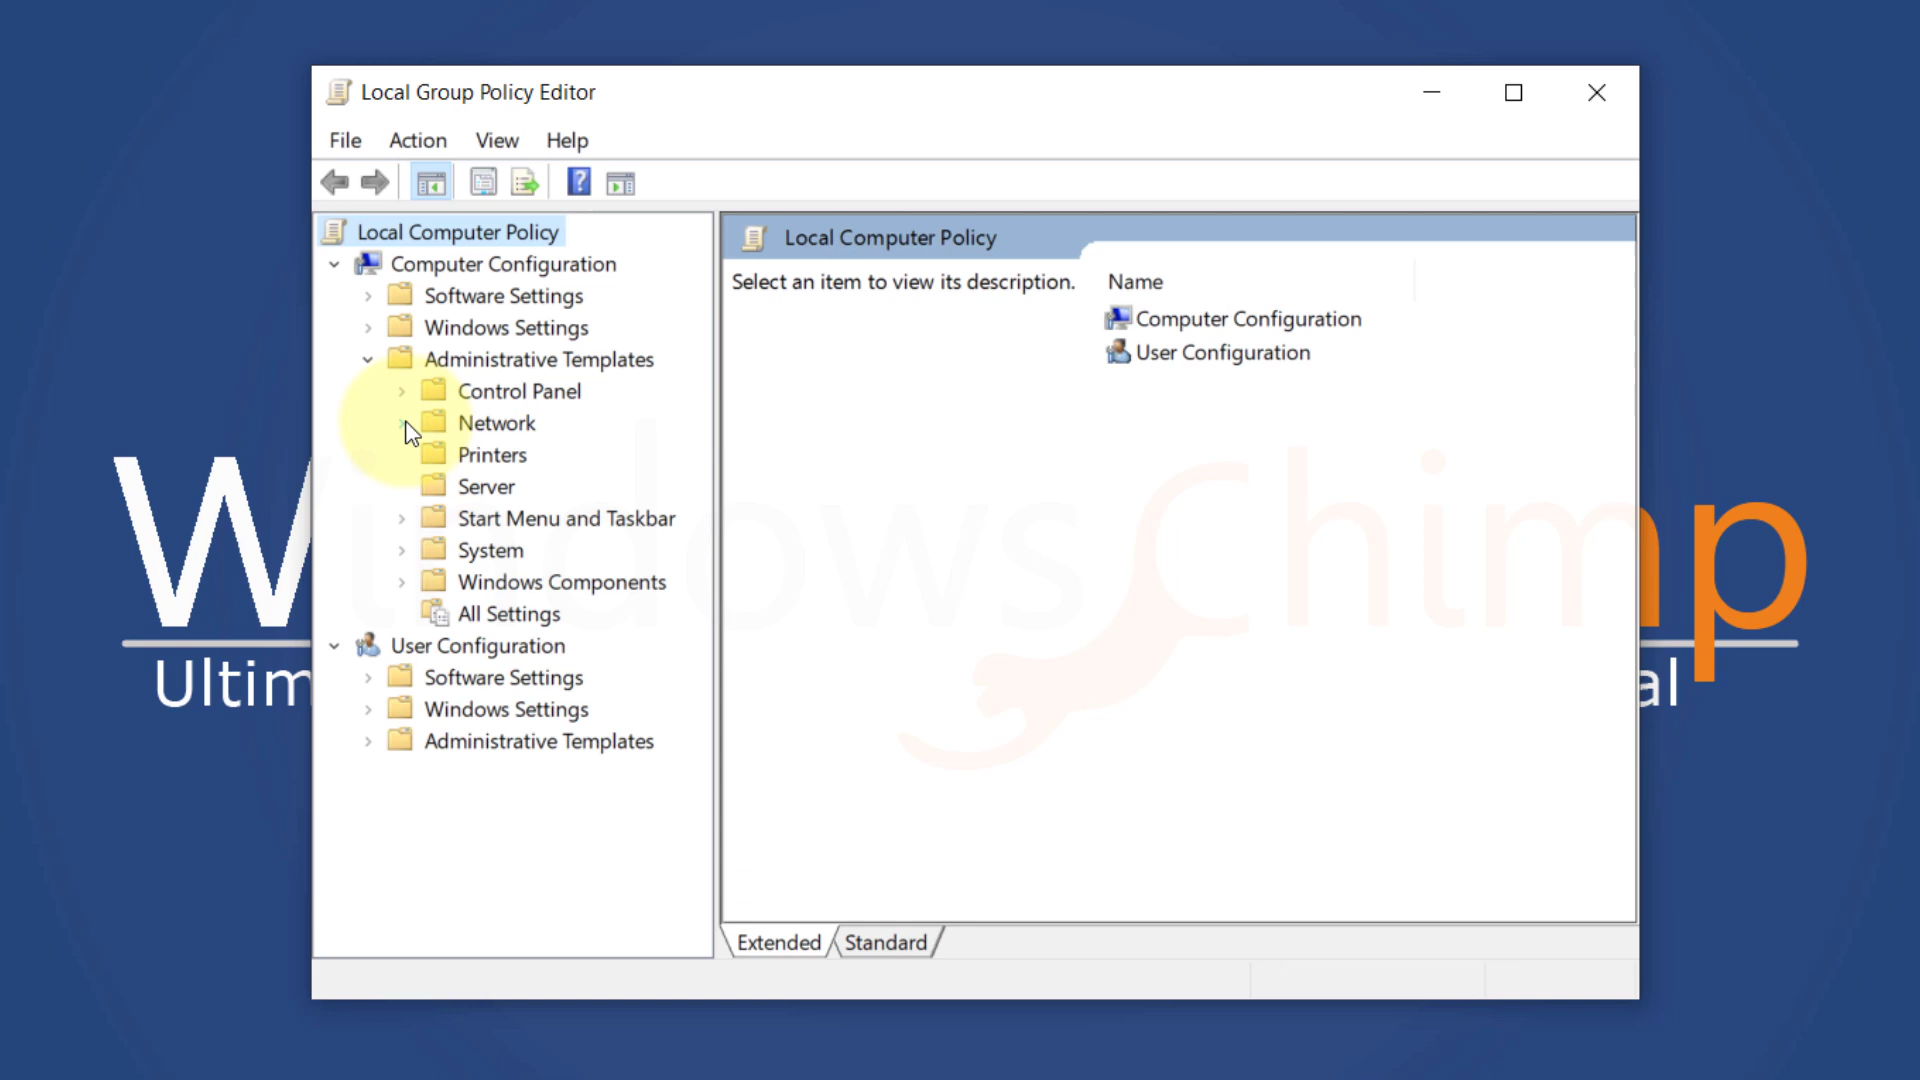 Local Group Policy Editor
File Action View Help
Local Computer Policy
Computer Configuration
Software Settings
Windows Settings
Administrative Templates
Control Panel
Network
Printers
Server
Start Menu and Taskbar
System
Windows Components
All Settings
User Configuration
Software Settings
Windows Settings
Administrative Templates
Local Computer Policy
Select an item to view its description.
Name
Computer Configuration
User Configuration
Extended Standard
WindowsChimp
Ultim al